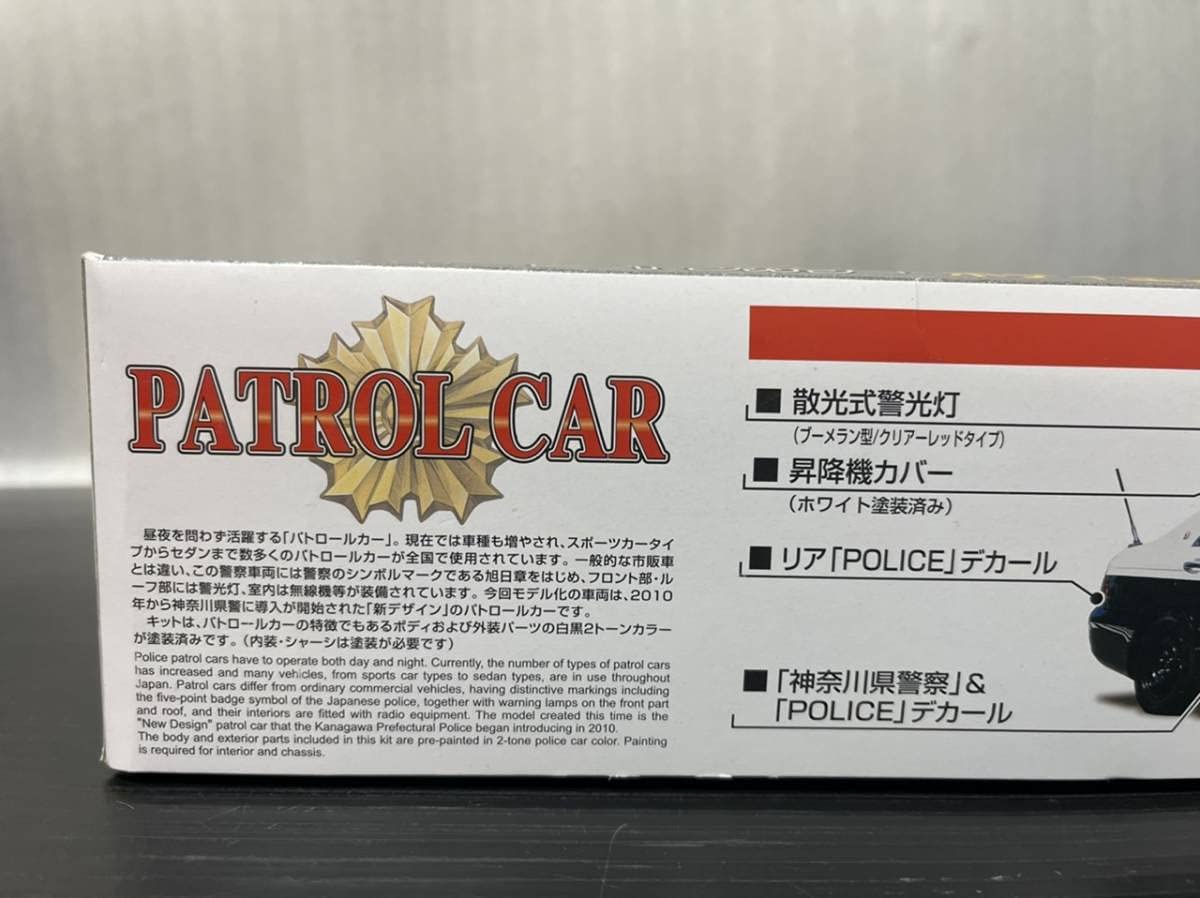 PATROL CAR
昼夜を問わず活躍する「パトロールカー」。現在では車種も増やされ、スポーツカータイ
プからセダンまで数多くのパトロールカーが全国で使用されています。一般的な市販車
とは違い、この警察車両には警察のシンボルマークである旭日章をはじめ、フロント部・ル
ーフ部には警光灯、室内は無線機等が装備されています。今回モデル化の車両は、2010
年から神奈川県警に導入が開始された「新デザイン」のパトロールカーです。
キットは、パトロールカーの特徴でもあるボディおよび外装パーツの白黒2トーンカラー
が塗装済みです。（内装・シャーシは塗装が必要です）
Police patrol cars have to operate both day and night. Currently, the number of types of patrol cars
has increased and many vehicles, from sports car types to sedan types, are in use throughout
Japan. Patrol cars differ from ordinary commercial vehicles, having distinctive markings including
the five-point badge symbol of the Japanese police, together with warning lamps on the front part
and roof, and their interiors are fitted with radio equipment. The model created this time is the
"New Design" patrol car that the Kanagawa Prefectural Police began introducing in 2010.
The body and exterior parts included in this kit are pre-painted in 2-tone police car color. Painting
is required for interior and chassis.
■ 散光式警光灯
（ブーメラン型/クリアーレッドタイプ）
■ 昇降機カバー
（ホワイト塗装済み）
■ リア「POLICE」デカール
■ 「神奈川県警察」&
「POLICE」デカール